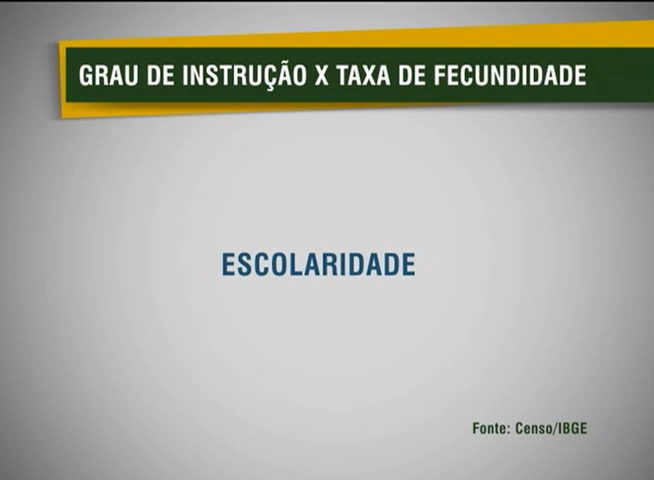 GRAU DE INSTRUÇÃO X TAXA DE FECUNDIDADE
ESCOLARIDADE
Fonte: Censo/IBGE